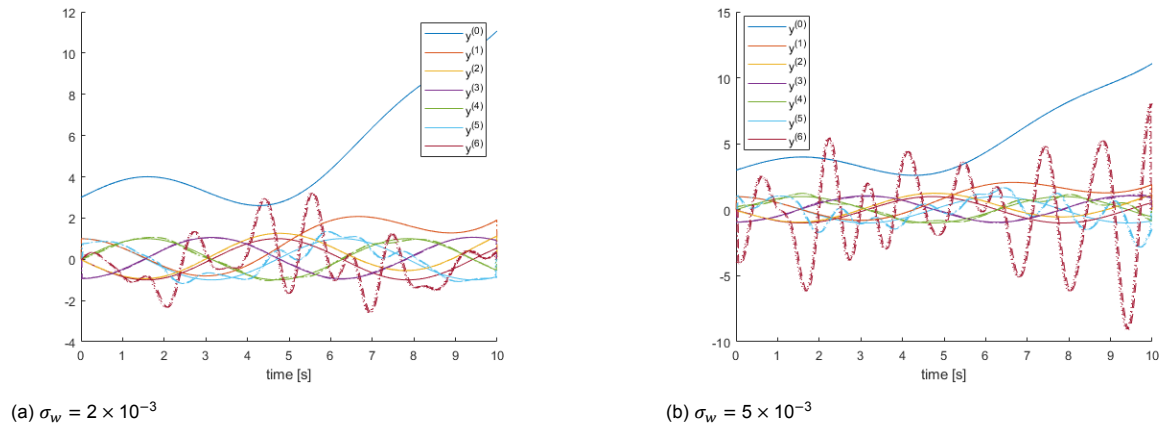 12
10
8
6
4
2
0
-2
-4
0 1 2 3 4 5 6 7 8 9 10
time [s]
y(0)
y(1)
y(2)
y(3)
y(4)
y(5)
y(6)
(a) σw = 2 × 10−3
15
10
5
0
-5
-10
0 1 2 3 4 5 6 7 8 9 10
time [s]
y(0)
y(1)
y(2)
y(3)
y(4)
y(5)
y(6)
(b) σw = 5 × 10−3